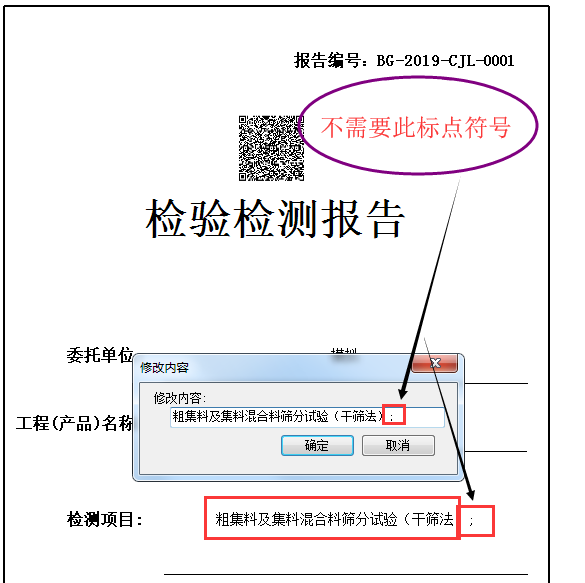 报告编号：BG-2019-CJL-0001
不需要此标点符号
检验检测报告
委托单位
修改内容
修改内容:
工程(产品)名称
粗集料及集料混合料筛分试验（干筛法）;
确定
取消
检测项目:
粗集料及集料混合料筛分试验（干筛法 ;